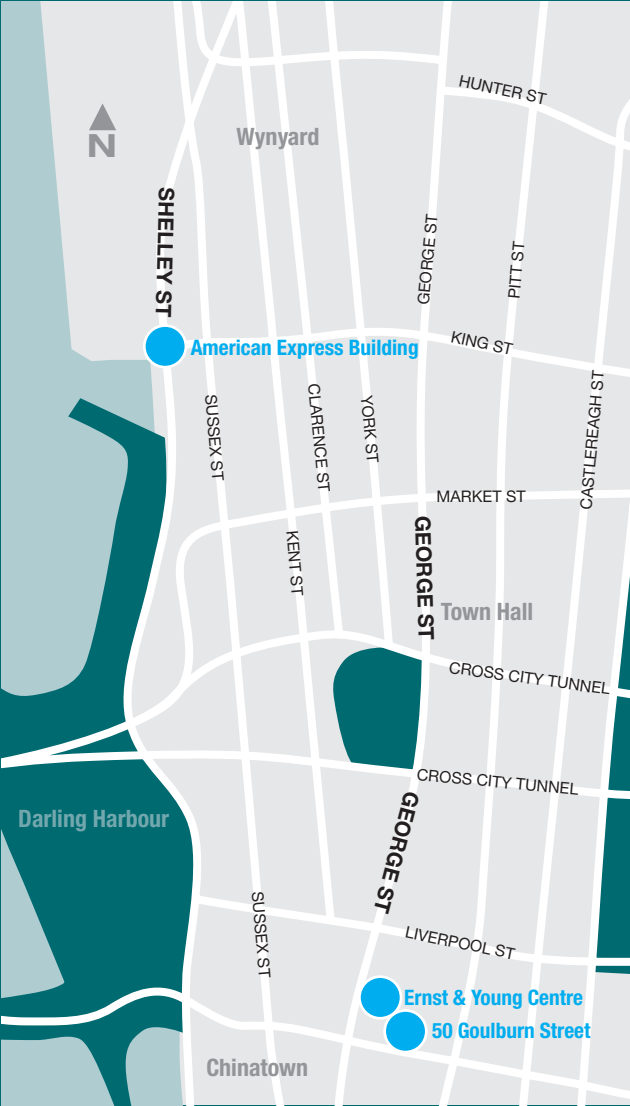 HUNTER ST
N
Wynyard
SHELLEY ST
GEORGE ST
PITT ST
American Express Building
KING ST
SUSSEX ST
CLARENCE ST
YORK ST
CASTLEREAGH ST
MARKET ST
KENT ST
GEORGE ST
Town Hall
CROSS CITY TUNNEL
CROSS CITY TUNNEL
Darling Harbour
GEORGE ST
SUSSEX ST
LIVERPOOL ST
Ernst & Young Centre
50 Goulburn Street
Chinatown